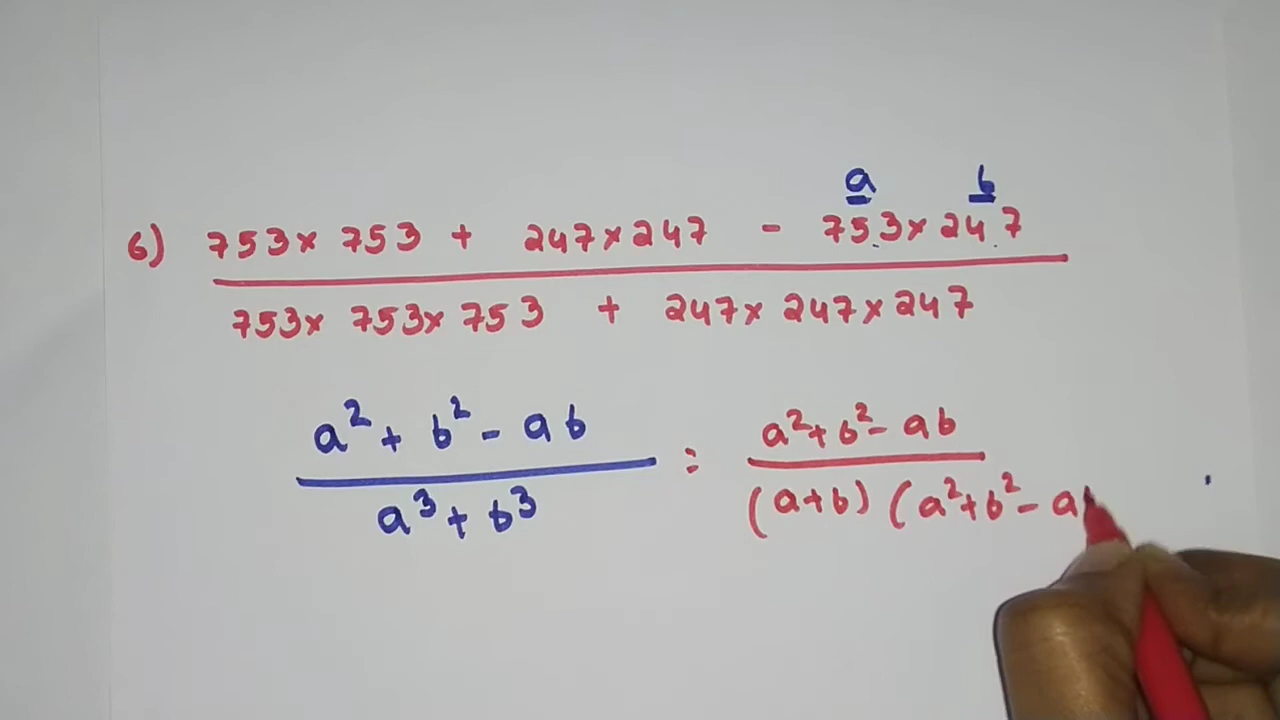 a b
6) 753 x 753 + 247 x 247 - 753 x 247
753 x 753 x 753 + 247 x 247 x 247
a² + b² - ab = a² + b² - ab
a³ + b³ (a+b) (a² + b² - a